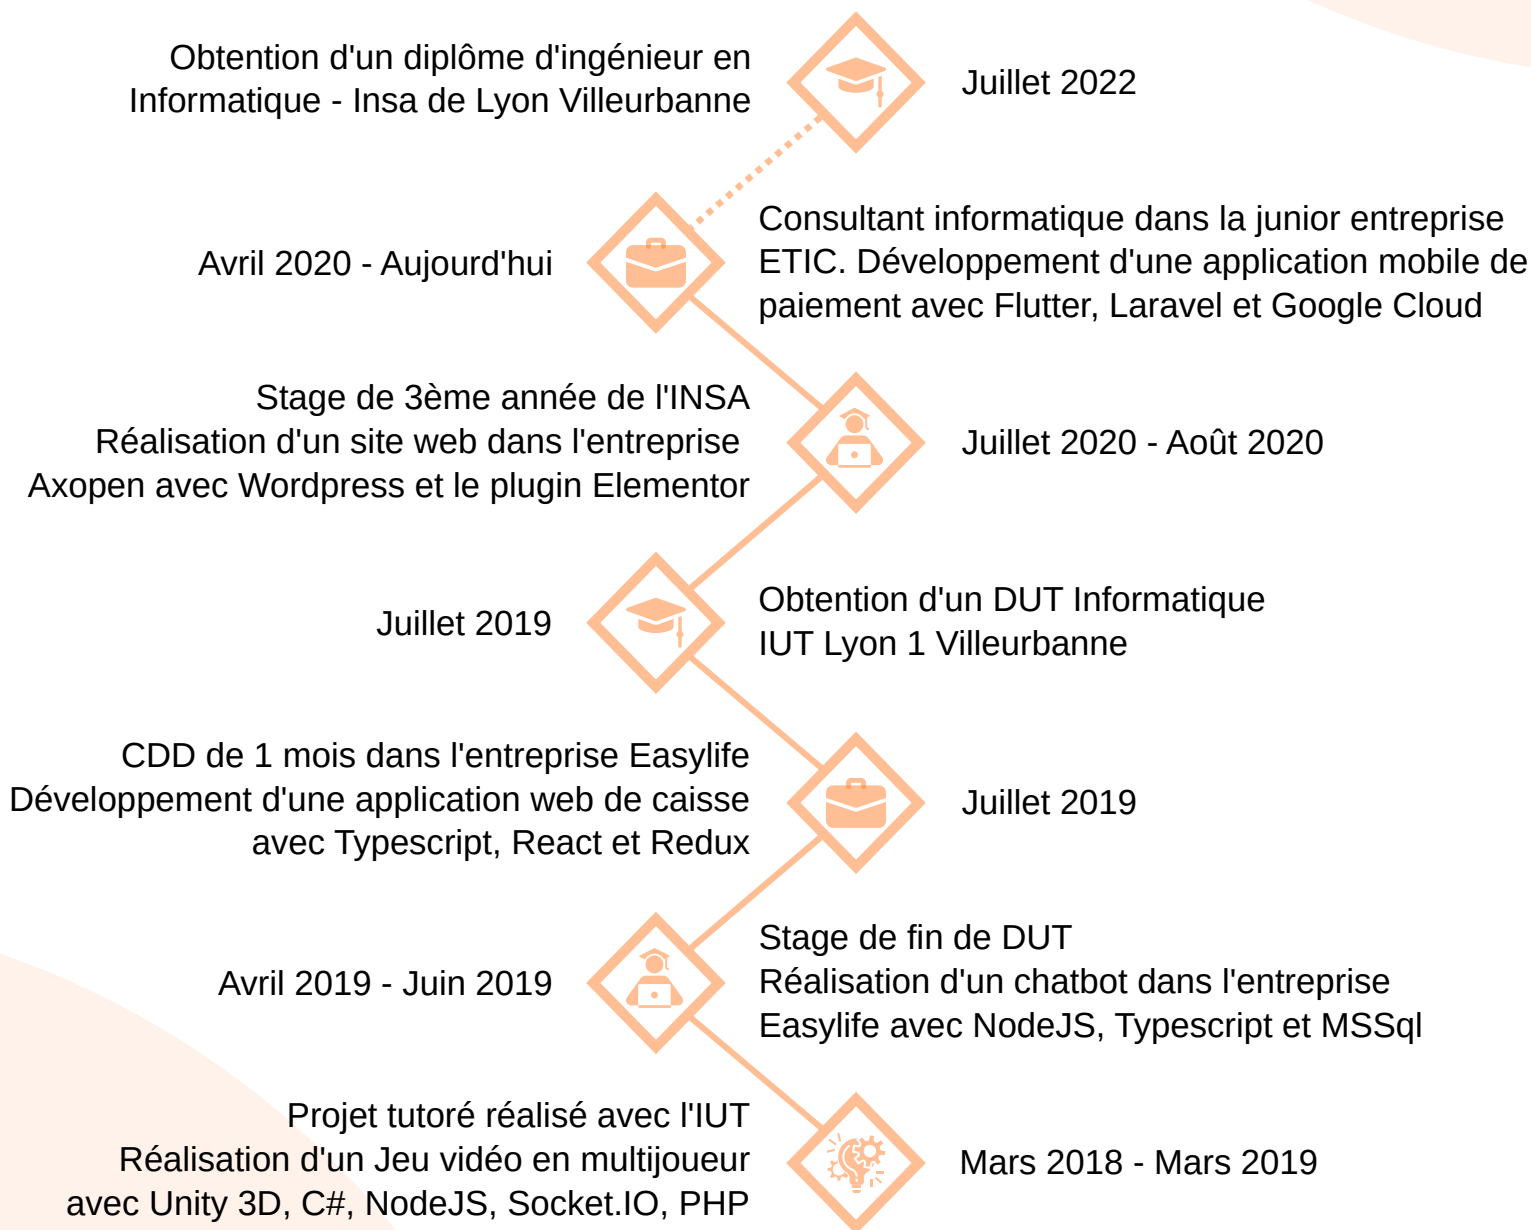 Obtention d'un diplôme d'ingénieur en
Informatique - Insa de Lyon Villeurbanne
Juillet 2022
Avril 2020 - Aujourd'hui
Consultant informatique dans la junior entreprise
ETIC. Développement d'une application mobile de
paiement avec Flutter, Laravel et Google Cloud
Stage de 3ème année de l'INSA
Réalisation d'un site web dans l'entreprise
Axopen avec Wordpress et le plugin Elementor
Juillet 2020 - Août 2020
Juillet 2019
Obtention d'un DUT Informatique
IUT Lyon 1 Villeurbanne
CDD de 1 mois dans l'entreprise Easylife
Développement d'une application web de caisse
avec Typescript, React et Redux
Juillet 2019
Avril 2019 - Juin 2019
Stage de fin de DUT
Réalisation d'un chatbot dans l'entreprise
Easylife avec NodeJS, Typescript et MSSql
Projet tutoré réalisé avec l'IUT
Réalisation d'un Jeu vidéo en multijoueur
avec Unity 3D, C#, NodeJS, Socket.IO, PHP
Mars 2018 - Mars 2019